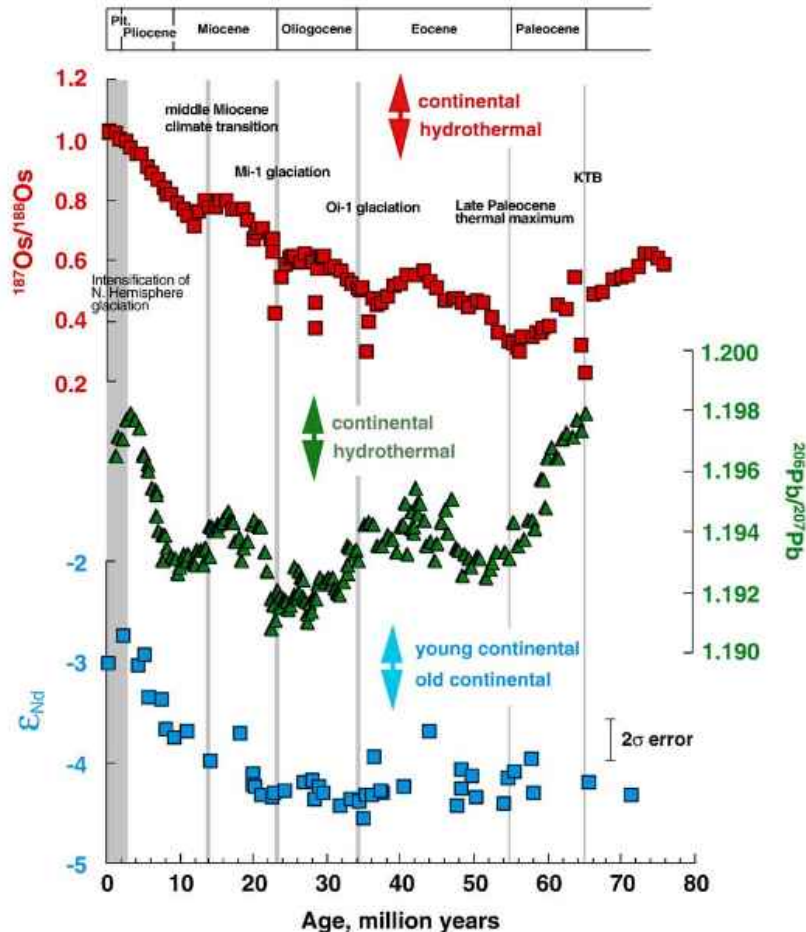 Plt.
Pliocene
Miocene
Oliogocene
Eocene
Paleocene
1.2
1.0
0.8
0.6
0.4
0.2
187Os/188Os
continental
hydrothermal
middle Miocene
climate transition
Mi-1 glaciation
Oi-1 glaciation
Late Paleocene
thermal maximum
KTB
Intensification of
N. Hemisphere
glaciation
1.200
1.198
1.196
1.194
1.192
1.190
206Pb/207Pb
continental
hydrothermal
-2
-3
-4
-5
εNd
young continental
old continental
2σ error
0 10 20 30 40 50 60 70 80
Age, million years